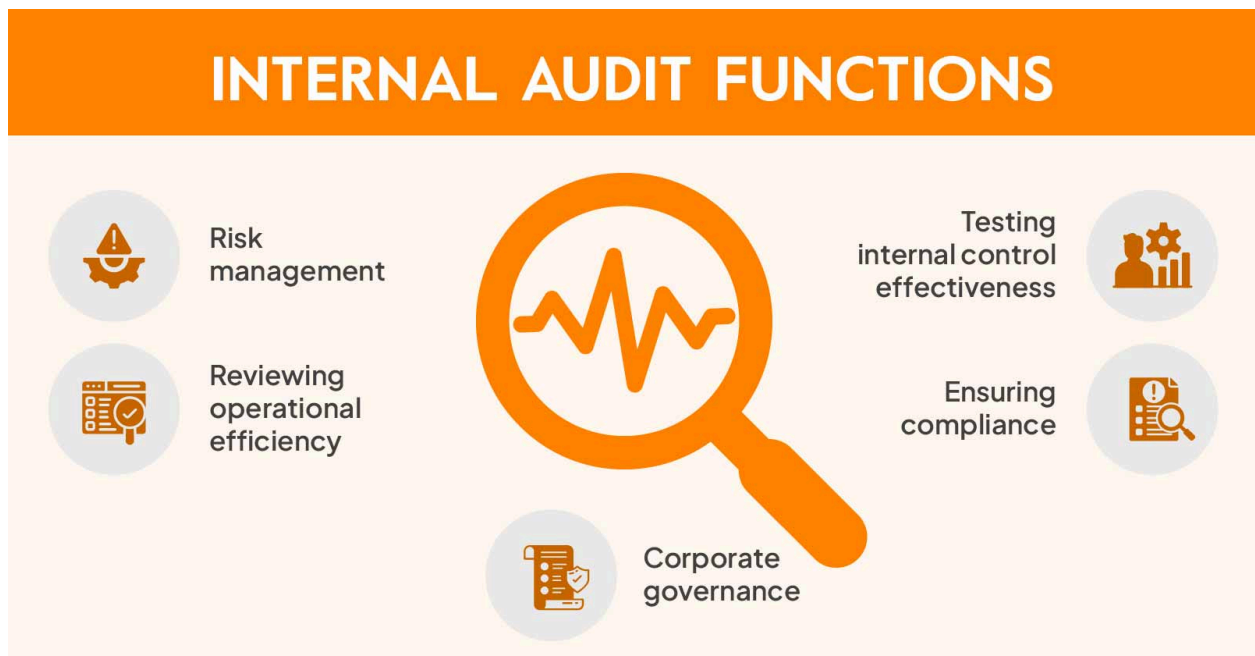 INTERNAL AUDIT FUNCTIONS
Risk
management
Reviewing
operational
efficiency
Testing
internal control
effectiveness
Ensuring
compliance
Corporate
governance